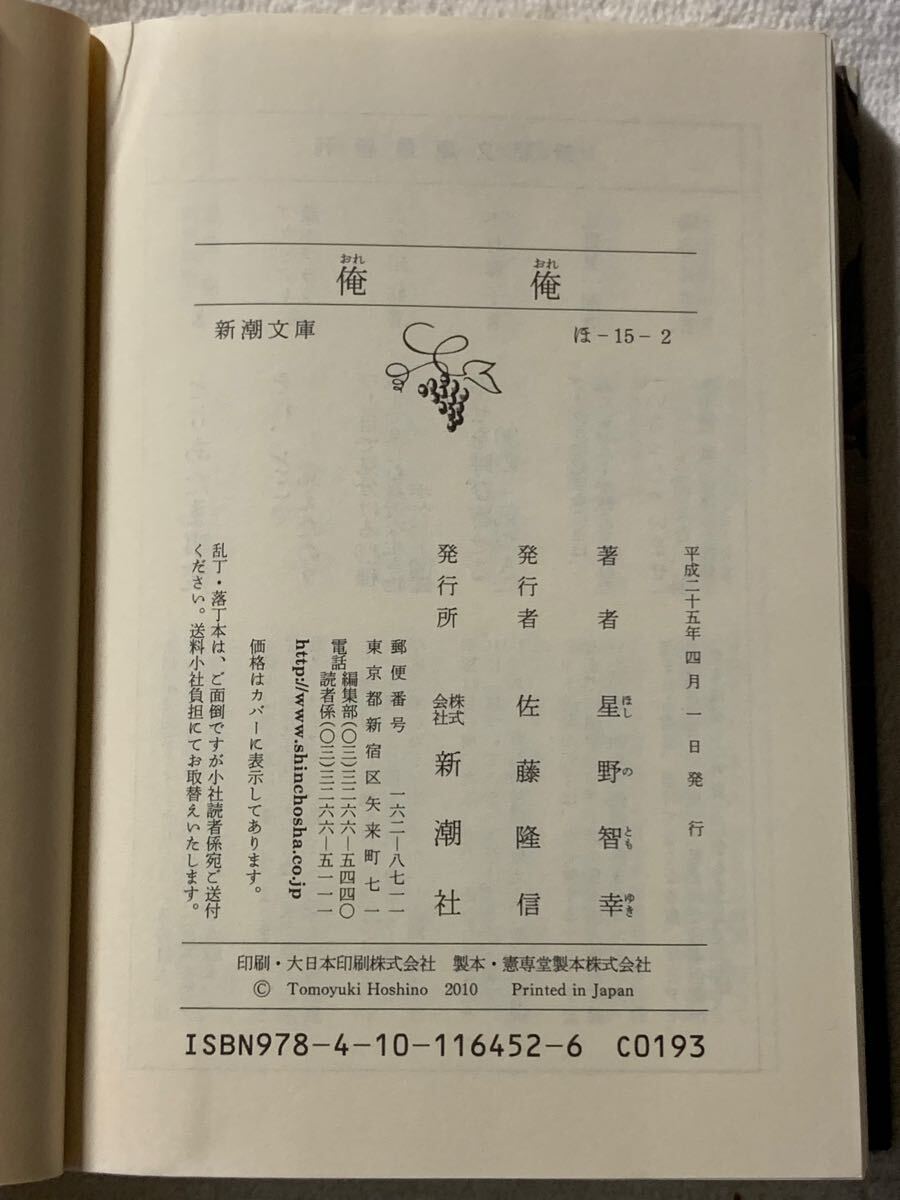 俺 俺
おれ おれ
新潮文庫 ほ-15-2
平成二十五年四月一日発行
著者 星野智幸
ほし の とも ゆき
発行者 佐藤隆信
発行所 株式会社 新潮社
郵便番号 一六二―八七一一
東京都新宿区矢来町七一
電話 編集部(〇三)三二六六―五四四〇
読者係(〇三)三二六六―五一一一
http://www.shinchosha.co.jp
価格はカバーに表示してあります。
乱丁・落丁本は、ご面倒ですが小社読者係宛ご送付
ください。送料小社負担にてお取替えいたします。
印刷・大日本印刷株式会社 製本・憲専堂製本株式会社
© Tomoyuki Hoshino 2010 Printed in Japan
ISBN978-4-10-116452-6 C0193